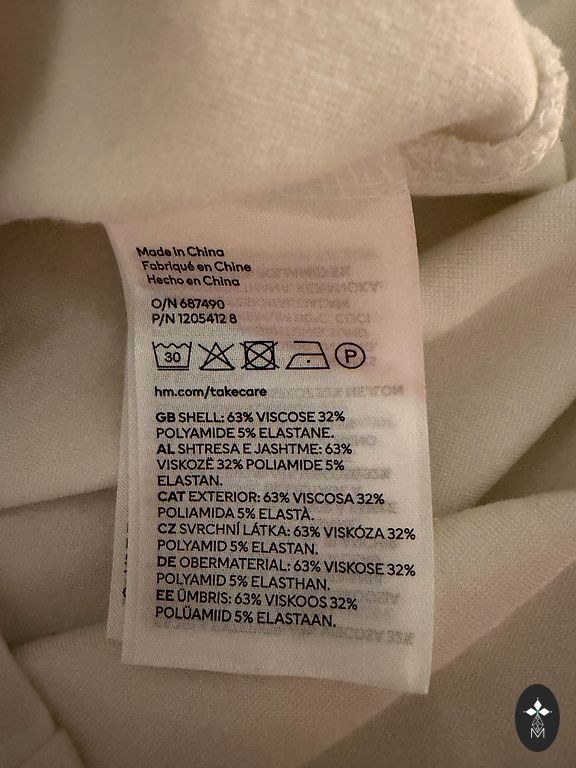 Made in China
Fabriqué en Chine
Hecho en China
O/N 687490
P/N 1205412 8
30 P
hm.com/takecare
GB SHELL: 63% VISCOSE 32%
POLYAMIDE 5% ELASTANE.
AL SHTRESA E JASHTME: 63%
VISKOZË 32% POLIAMIDE 5%
ELASTAN.
CAT EXTERIOR: 63% VISCOSA 32%
POLIAMIDA 5% ELASTÀ.
CZ SVRCHNÍ LÁTKA: 63% VISKÓZA 32%
POLYAMID 5% ELASTAN.
DE OBERMATERIAL: 63% VISKOSE 32%
POLYAMID 5% ELASTHAN.
EE ÜMBRIS: 63% VISKOOS 32%
POLÜAMIID 5% ELASTAAN.
M